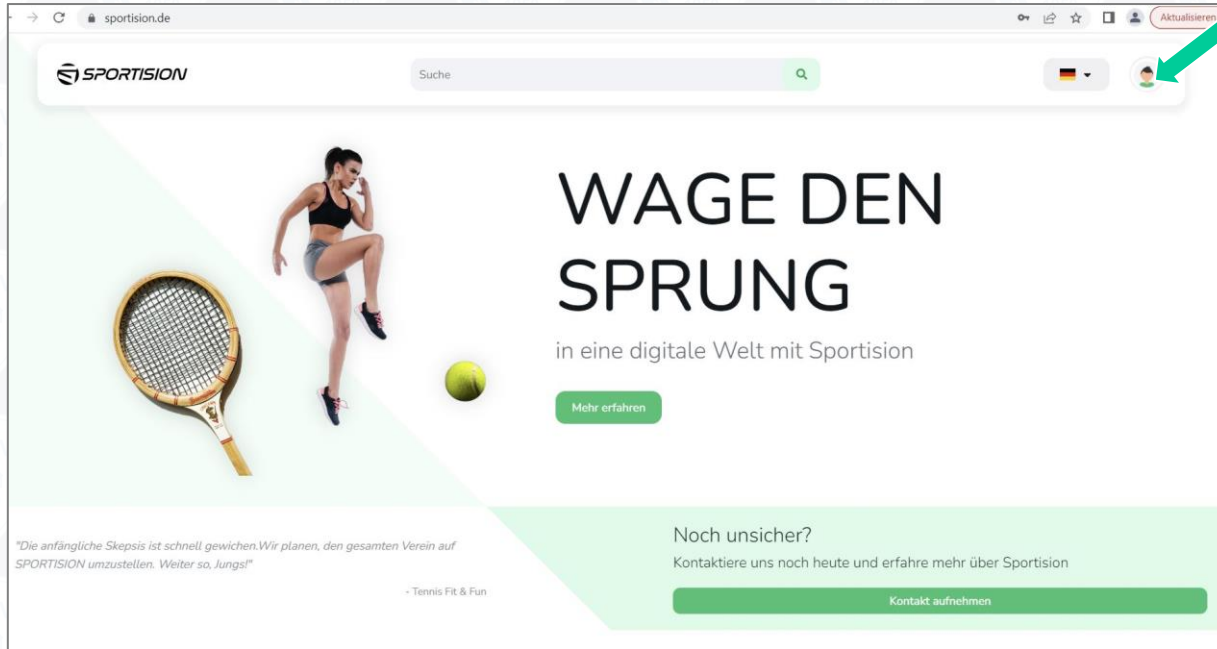 sportision.de
Aktualisieren
SPORTISION
Suche
WAGE DEN
SPRUNG
in eine digitale Welt mit Sportision
Mehr erfahren
"Die anfängliche Skepsis ist schnell gewichen.Wir planen, den gesamten Verein auf
SPORTISION umzustellen. Weiter so, Jungs!"
- Tennis Fit & Fun
Noch unsicher?
Kontaktiere uns noch heute und erfahre mehr über Sportision
Kontakt aufnehmen